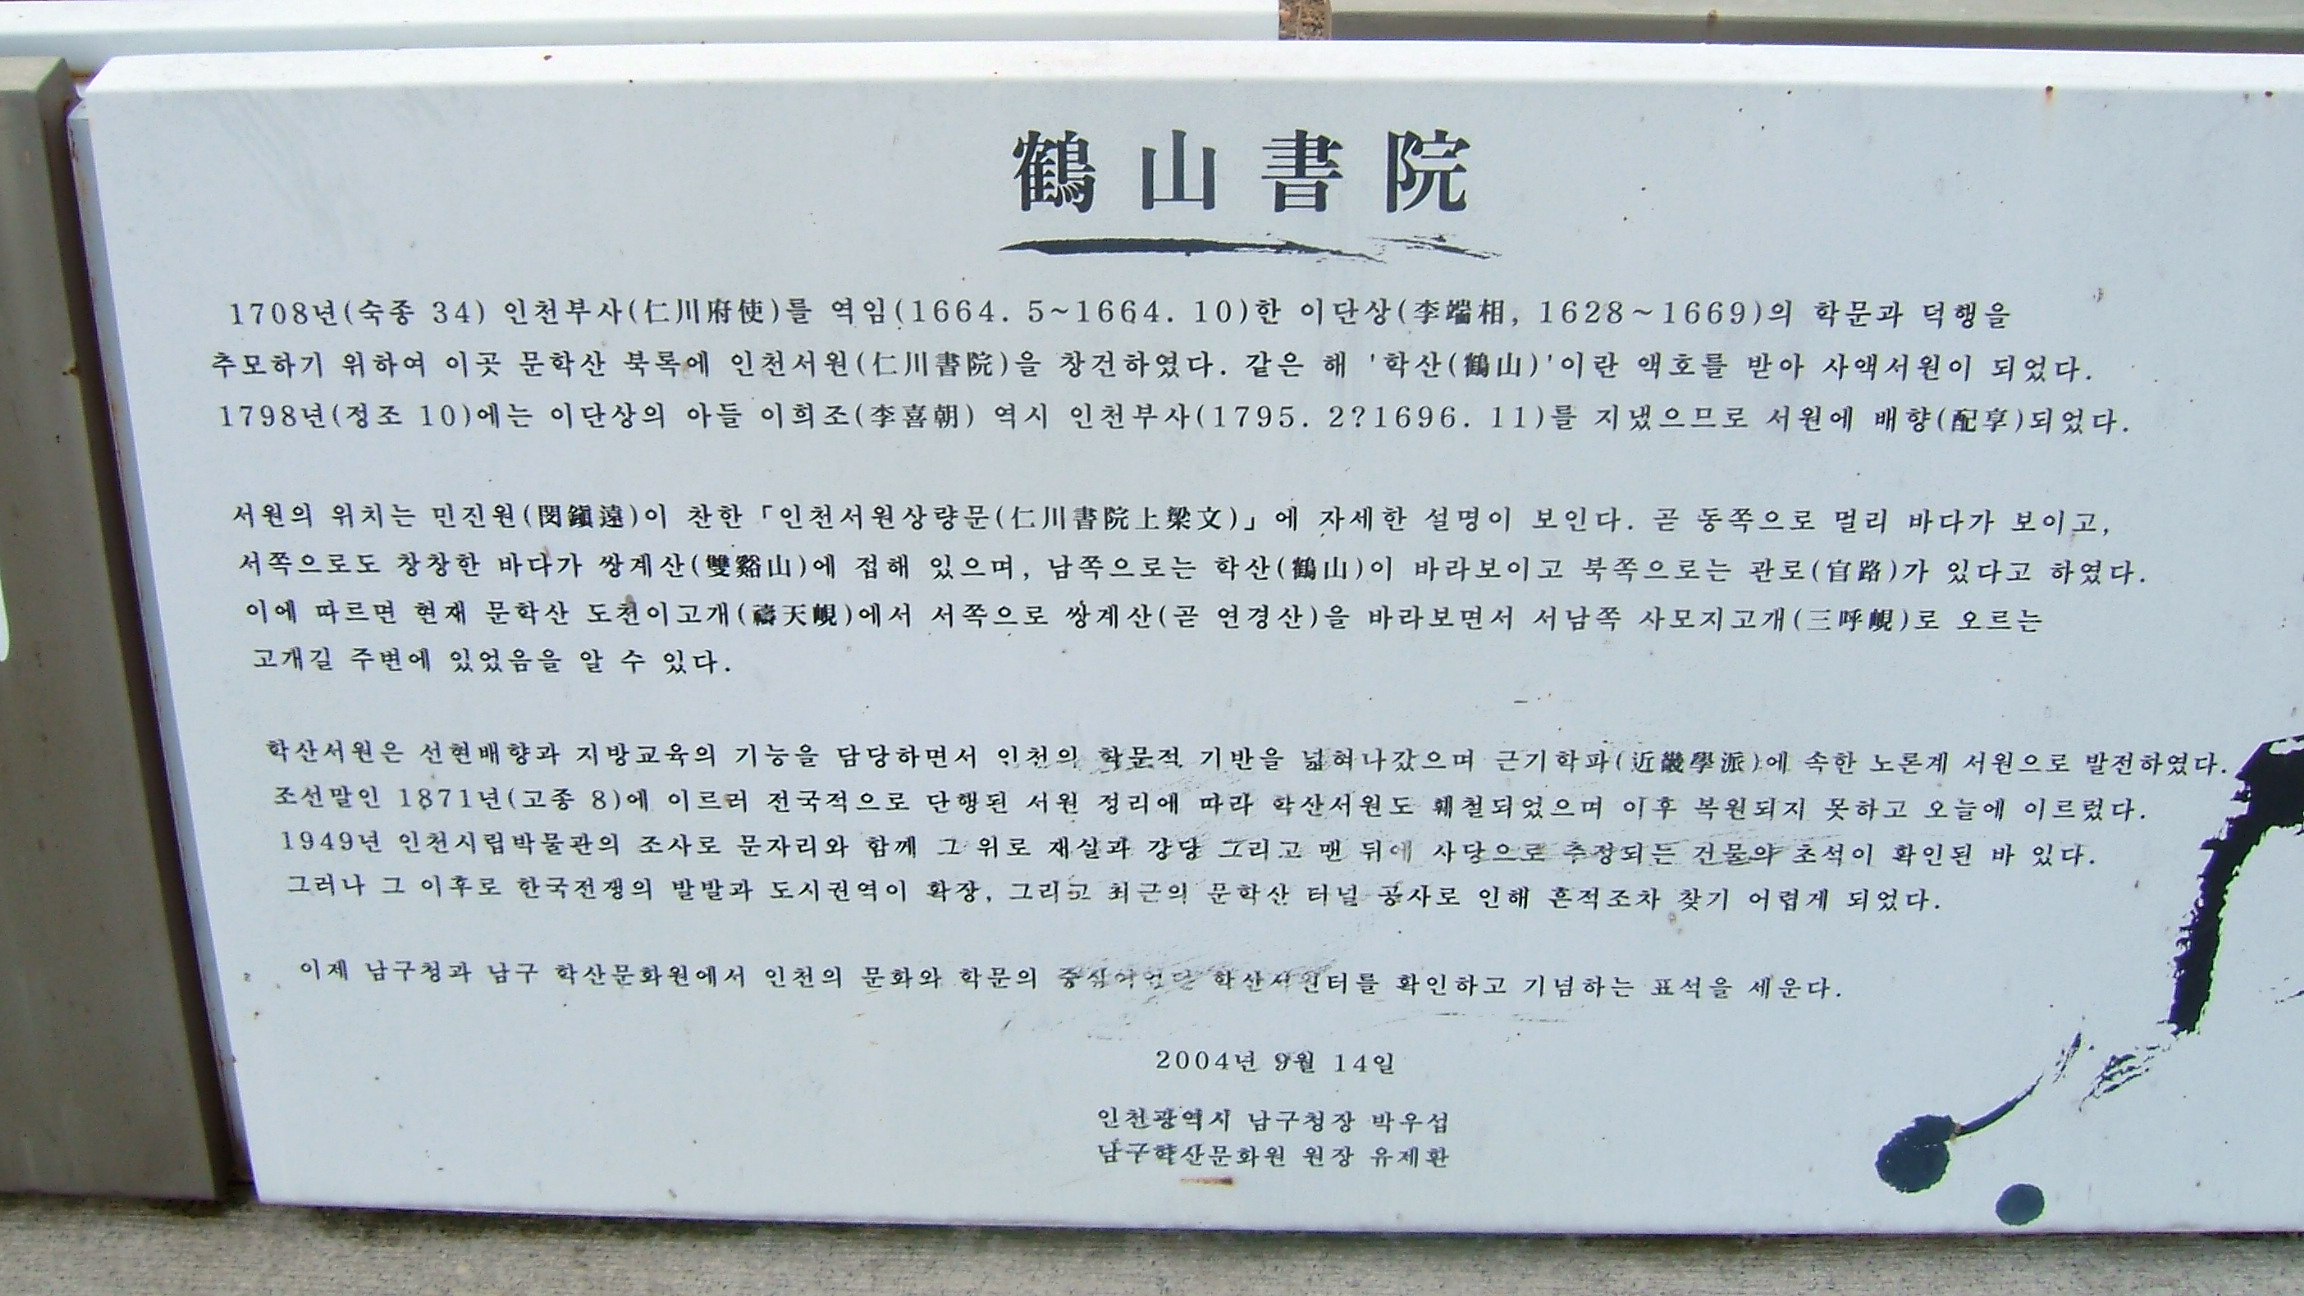 鶴山書院
1708년(숙종 34) 인천부사(仁川府使)를 역임(1664. 5~1664. 10)한 이단상(李端相, 1628~1669)의 학문과 덕행을
추모하기 위하여 이곳 문학산 북록에 인천서원(仁川書院)을 창건하였다. 같은 해 '학산(鶴山)'이란 액호를 받아 사액서원이 되었다.
1798년(정조 10)에는 이단상의 아들 이희조(李喜朝) 역시 인천부사(1795. 2?1696. 11)를 지냈으므로 서원에 배향(配享)되었다.
서원의 위치는 민진원(閔鎭遠)이 찬한「인천서원상량문(仁川書院上梁文)」에 자세한 설명이 보인다. 곧 동쪽으로 멀리 바다가 보이고,
서쪽으로도 창창한 바다가 쌍계산(雙谿山)에 접해 있으며, 남쪽으로는 학산(鶴山)이 바라보이고 북쪽으로는 관로(官路)가 있다고 하였다.
이에 따르면 현재 문학산 도천이고개(禱天峴)에서 서쪽으로 쌍계산(곧 연경산)을 바라보면서 서남쪽 사모지고개(三呼峴)로 오르는
고개길 주변에 있었음을 알 수 있다.
학산서원은 선현배향과 지방교육의 기능을 담당하면서 인천의 학문적 기반을 넓혀나갔으며 근기학파(近畿學派)에 속한 노론계 서원으로 발전하였다.
조선말인 1871년(고종 8)에 이르러 전국적으로 단행된 서원 정리에 따라 학산서원도 훼철되었으며 이후 복원되지 못하고 오늘에 이르렀다.
1949년 인천시립박물관의 조사로 문자리와 함께 그 위로 재실과 강당 그리고 맨 뒤에 사당으로 추정되는 건물의 초석이 확인된 바 있다.
그러나 그 이후로 한국전쟁의 발발과 도시권역이 확장, 그리고 최근의 문학산 터널 공사로 인해 흔적조차 찾기 어렵게 되었다.
이제 남구청과 남구 학산문화원에서 인천의 문화와 학문의 중심이었던 학산서원터를 확인하고 기념하는 표석을 세운다.
2004년 9월 14일
인천광역시 남구청장 박우섭
남구학산문화원 원장 유제환